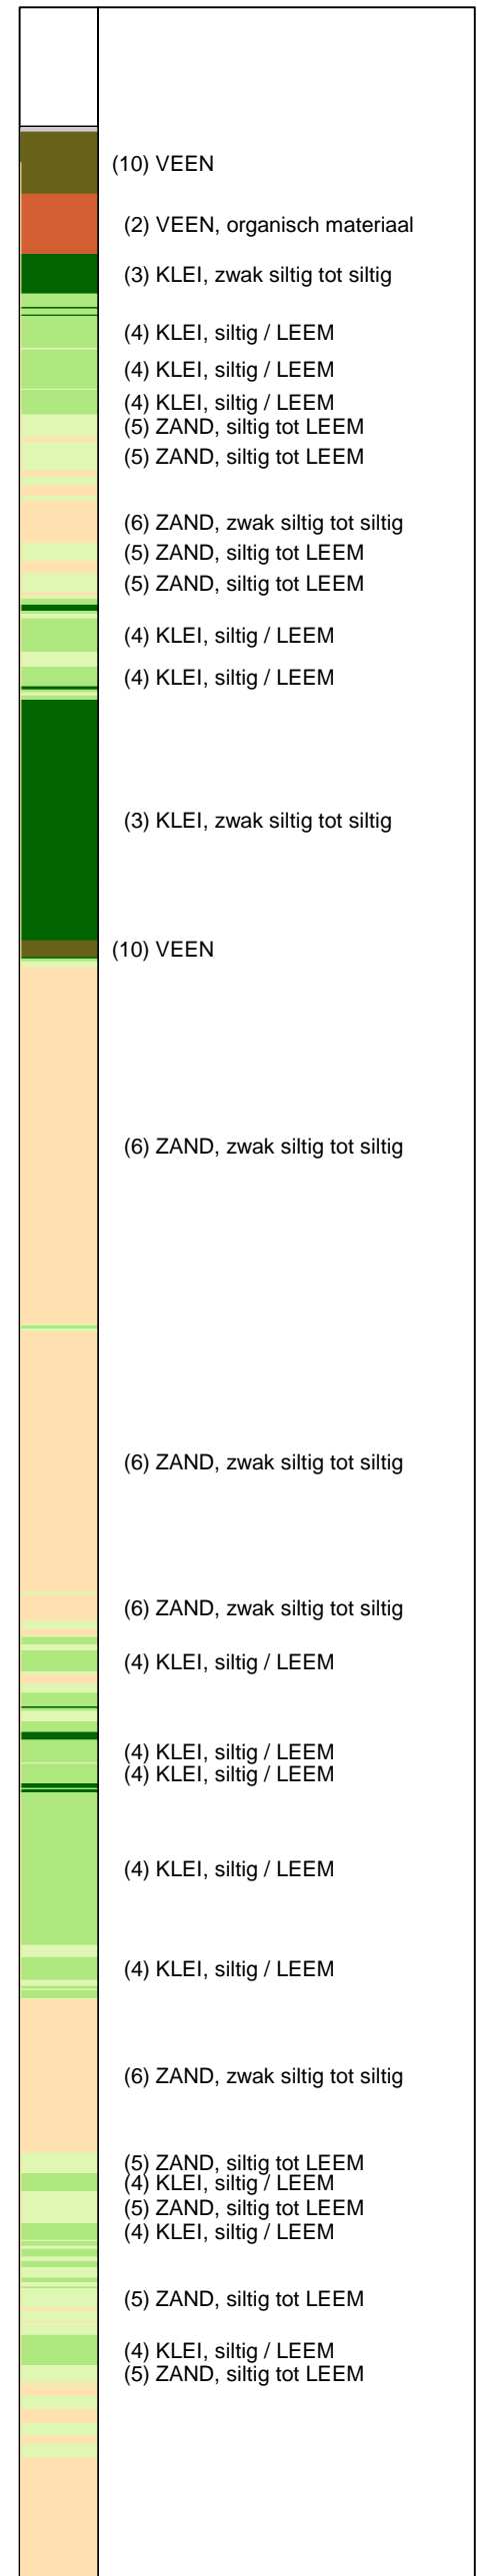 (10) VEEN
(2) VEEN, organisch materiaal
(3) KLEI, zwak siltig tot siltig
(4) KLEI, siltig / LEEM
(4) KLEI, siltig / LEEM
(4) KLEI, siltig / LEEM
(5) ZAND, siltig tot LEEM
(5) ZAND, siltig tot LEEM
(6) ZAND, zwak siltig tot siltig
(5) ZAND, siltig tot LEEM
(5) ZAND, siltig tot LEEM
(4) KLEI, siltig / LEEM
(4) KLEI, siltig / LEEM
(3) KLEI, zwak siltig tot siltig
(10) VEEN
(6) ZAND, zwak siltig tot siltig
(6) ZAND, zwak siltig tot siltig
(6) ZAND, zwak siltig tot siltig
(4) KLEI, siltig / LEEM
(4) KLEI, siltig / LEEM
(4) KLEI, siltig / LEEM
(4) KLEI, siltig / LEEM
(4) KLEI, siltig / LEEM
(6) ZAND, zwak siltig tot siltig
(5) ZAND, siltig tot LEEM
(4) KLEI, siltig / LEEM
(5) ZAND, siltig tot LEEM
(4) KLEI, siltig / LEEM
(5) ZAND, siltig tot LEEM
(4) KLEI, siltig / LEEM
(5) ZAND, siltig tot LEEM